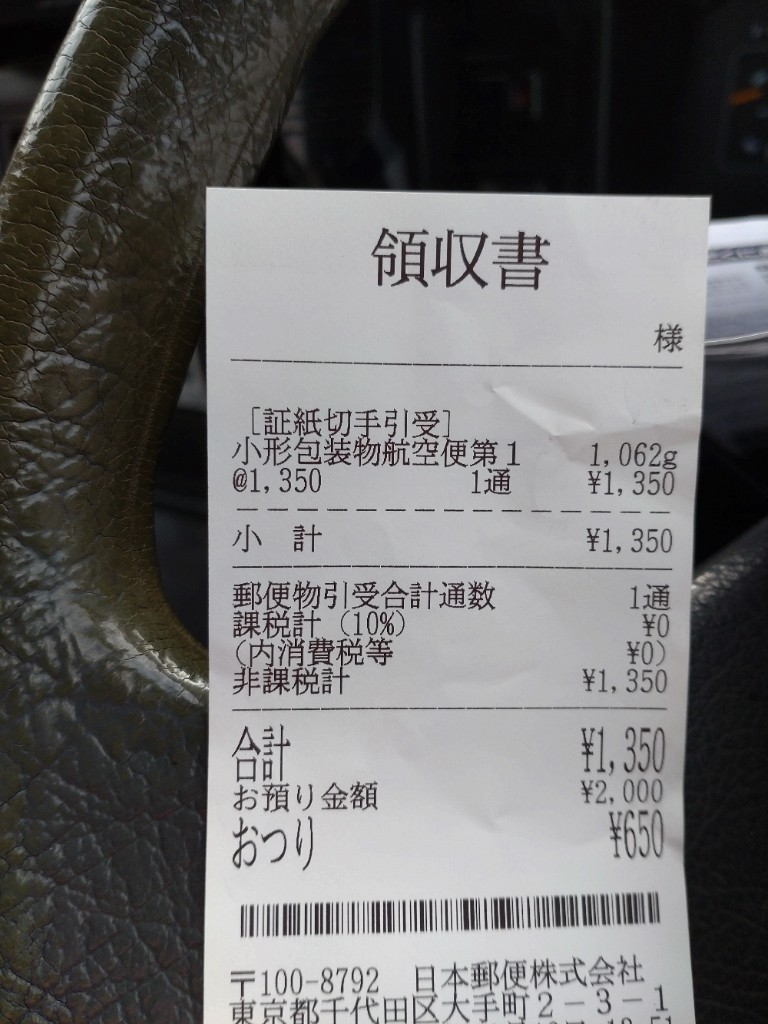 領収書
様
[証紙切手引受]
小形包装物航空便第1 1,062g
@1,350 1通 ¥1,350
小 計 ¥1,350
郵便物引受合計通数 1通
課税計(10%) ¥0
(内消費税等 ¥0)
非課税計 ¥1,350
合計 ¥1,350
お預り金額 ¥2,000
おつり ¥650
〒100-8792 日本郵便株式会社
東京都千代田区大手町2-3-1